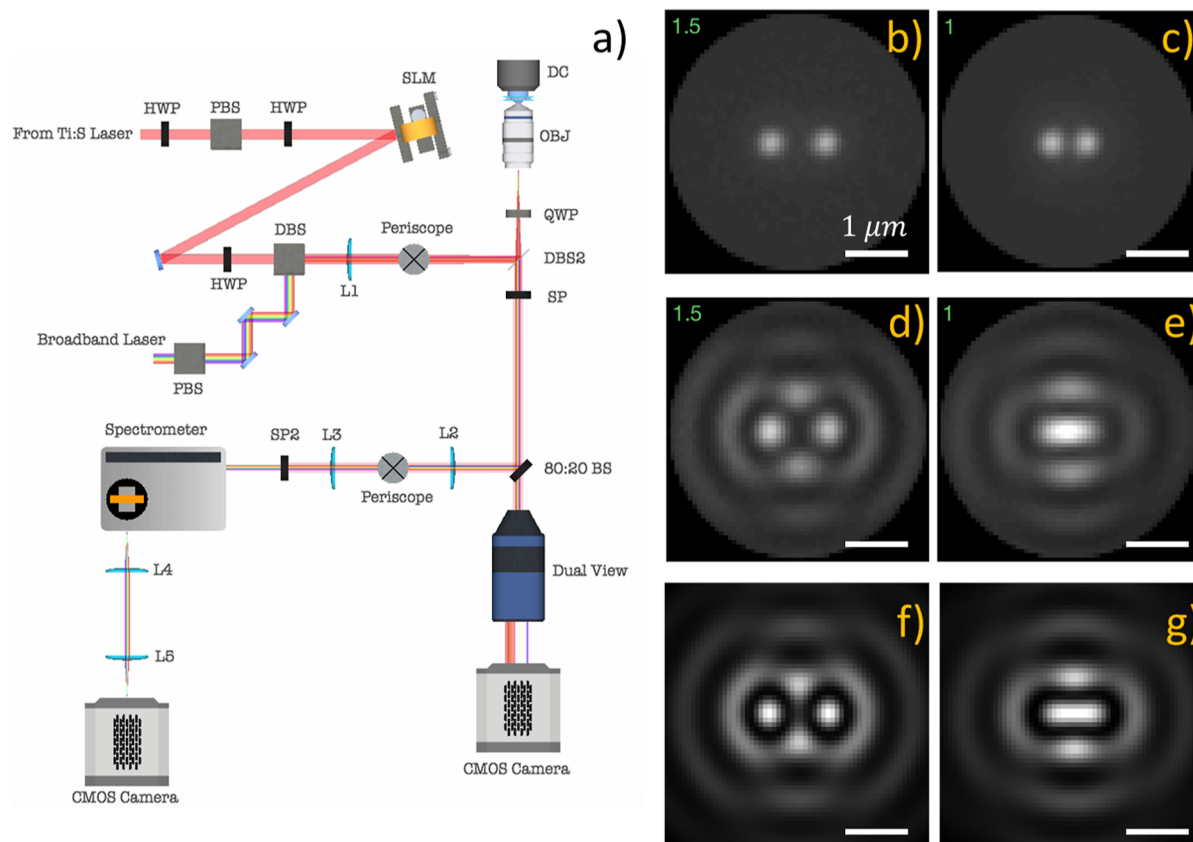 a)
SLM
HWP
PBS
HWP
From Ti:S Laser
DC
OBJ
QWP
DBS
Periscope
DBS2
HWP
L1
SP
Broadband Laser
PBS
Spectrometer
SP2
L3
L2
80:20 BS
Periscope
L4
Dual View
L5
CMOS Camera
CMOS Camera
1.5
b)
1 μm
1
c)
1.5
d)
1
e)
f)
g)